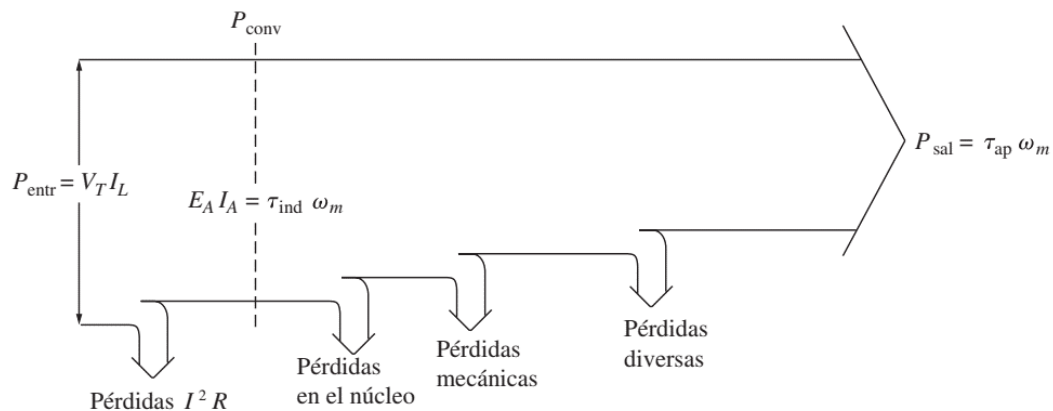 P_conv
P_entr = V_T I_L
E_A I_A = τ_ind ω_m
P_sal = τ_ap ω_m
Pérdidas I² R
Pérdidas
en el núcleo
Pérdidas
mecánicas
Pérdidas
diversas